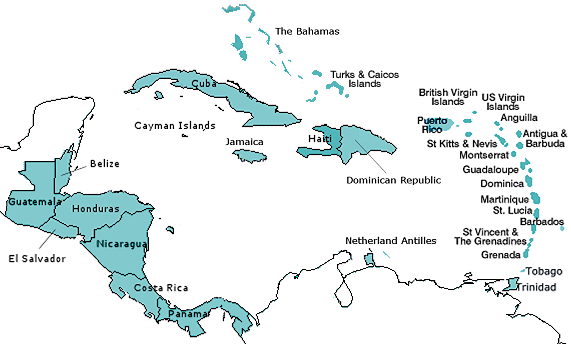 The Bahamas
Turks & Caicos
Islands
Cuba
British Virgin
Islands
US Virgin
Islands
Anguilla
Cayman Islands
Puerto
Rico
Jamaica
Haiti
Antigua &
Barbuda
St Kitts & Nevis
Montserrat
Belize
Dominican Republic
Guadaloupe
Dominica
Guatemala
Honduras
Martinique
St. Lucia
Barbados
Nicaragua
St Vincent &
The Grenadines
Netherland Antilles
El Salvador
Grenada
Tobago
Costa Rica
Trinidad
Panama